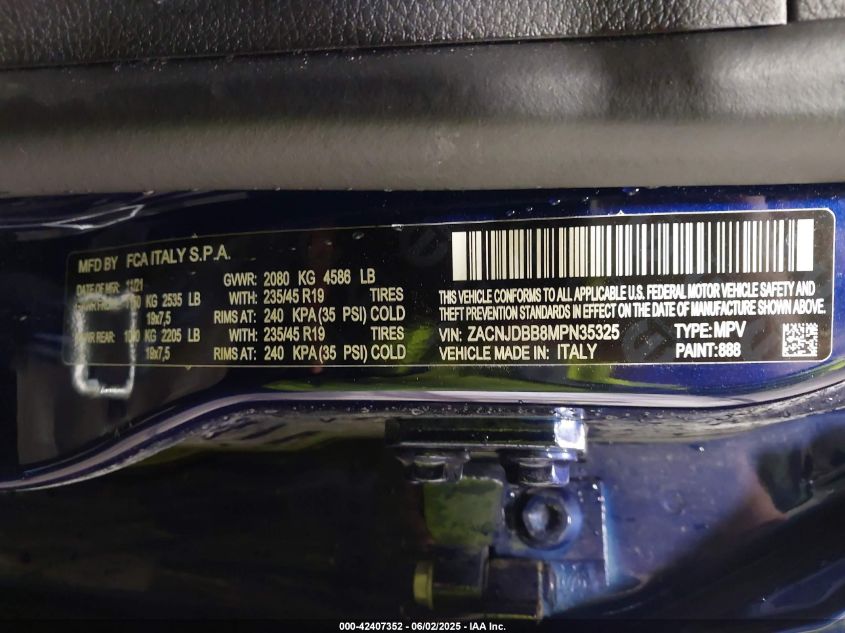 MFD BY FCA ITALY S.P.A.
DATE OF MFR: 11/21 GVWR: 2080 KG 4586 LB
KG 2535 LB WITH: 235/45 R19 TIRES
19x7,5 RIMS AT: 240 KPA (35 PSI) COLD
REAR: KG 2205 LB WITH: 235/45 R19 TIRES
19x7,5 RIMS AT: 240 KPA (35 PSI) COLD
THIS VEHICLE CONFORMS TO ALL APPLICABLE U.S. FEDERAL MOTOR VEHICLE SAFETY AND
THEFT PREVENTION STANDARDS IN EFFECT ON THE DATE OF MANUFACTURE SHOWN ABOVE.
VIN: ZACNJDBB8MPN35325 TYPE: MPV
VEHICLE MADE IN: ITALY PAINT: 888
000-42407352 - 06/02/2025 - IAA Inc.